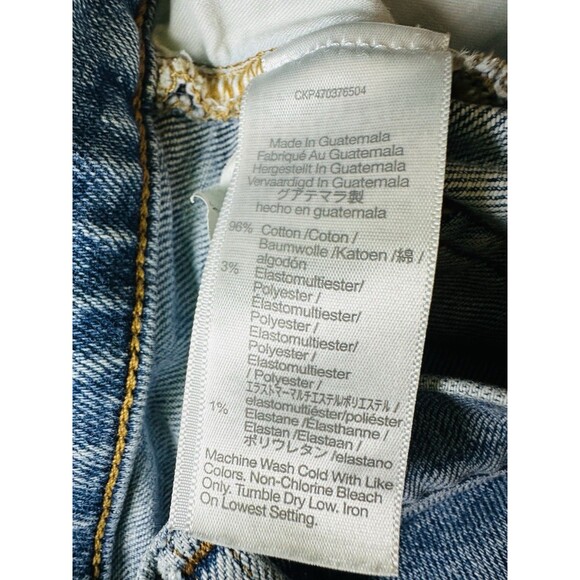 CKP470376504
Made In Guatemala
Fabriqué Au Guatemala
Hergestellt In Guatemala
Vervaardigd In Guatemala
グアテマラ製
hecho en guatemala
96% Cotton /Coton /
Baumwolle /Katoen /綿 /
algodón
3% Elastomultiester/
Polyester /
Élastomultiester/
Polyester /
Elastomultiester/
Polyester /
Elastomultiester
/ Polyester /
エラストマーマルチエステル/ポリエステル /
elastomultiéster/poliéster
1% Elastane /Élasthanne /
Elastan /Elastaan /
ポリウレタン /elastano
Machine Wash Cold With Like
Colors. Non-Chlorine Bleach
Only. Tumble Dry Low. Iron
On Lowest Setting.